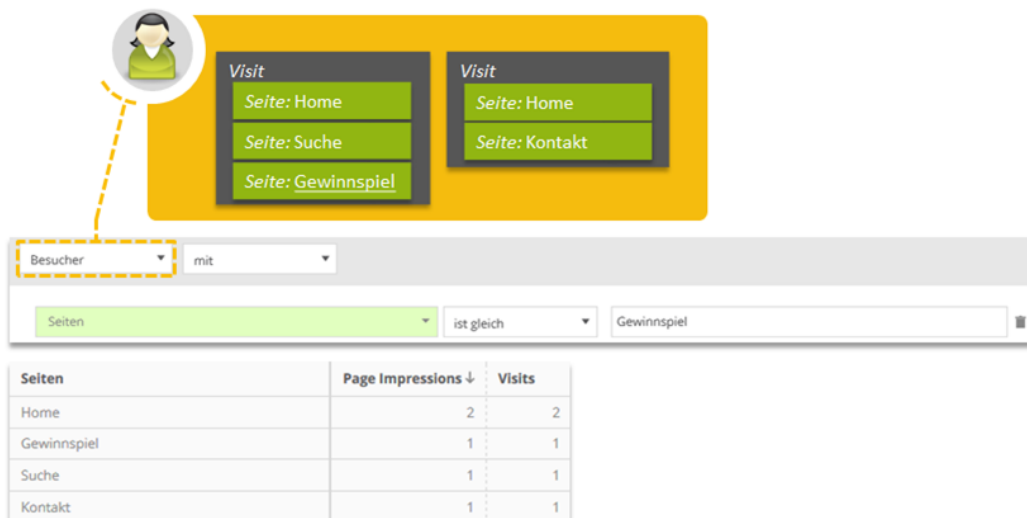 Visit
Seite: Home
Seite: Suche
Seite: Gewinnspiel
Visit
Seite: Home
Seite: Kontakt
Besucher mit
Seiten ist gleich Gewinnspiel
Seiten Page Impressions ↓ Visits
Home 2 2
Gewinnspiel 1 1
Suche 1 1
Kontakt 1 1